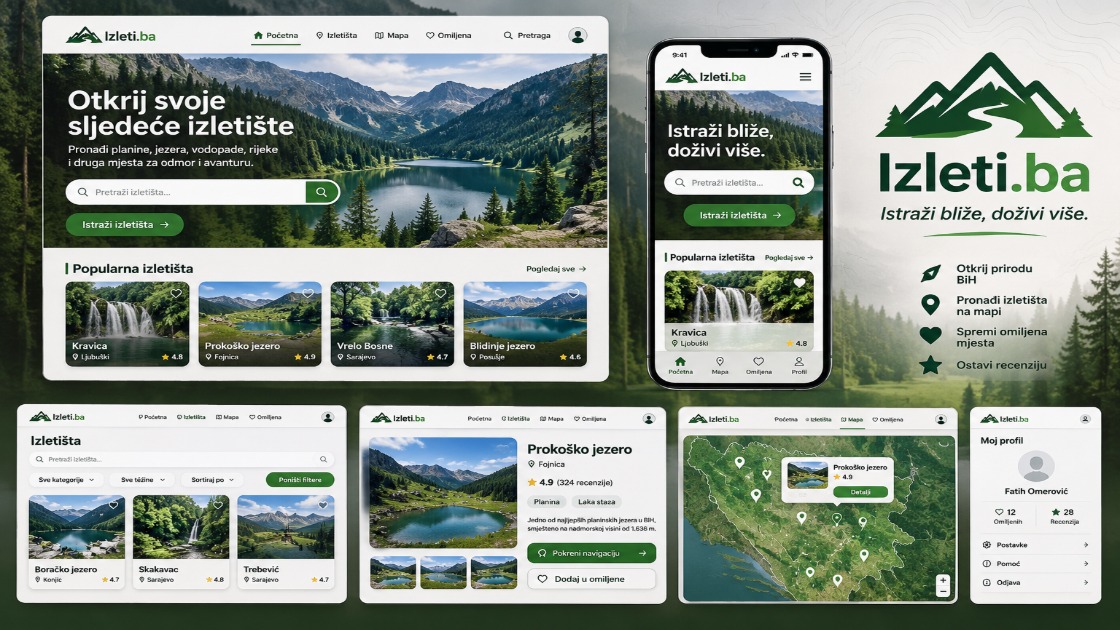 Izleti.ba
Početna
Izletišta
Mapa
Omiljena
Pretraga
Otkrij svoje
sljedeće izletište
Pronađi planine, jezera, vodopade, rijeke
i druga mjesta za odmor i avanturu.
Pretraži izletišta...
Istraži izletišta →
Popularna izletišta
Pogledaj sve →
Kravica
Ljubuški
4.8
Prokoško jezero
Fojnica
4.9
Vrelo Bosne
Sarajevo
4.7
Blidinje jezero
Posušje
4.6
9:41
Izleti.ba
Istraži bliže,
doživi više.
Pretraži izletišta...
Istraži izletišta →
Popularna izletišta
Pogledaj sve →
Kravica
Ljubuški
4.8
Početna
Mapa
Omiljena
Profil
Izleti.ba
Istraži bliže, doživi više.
Otkrij prirodu
BiH
Pronađi izletišta
na mapi
Spremi omiljena
mjesta
Ostavi recenziju
Izleti.ba
Početna
Izletišta
Mapa
Omiljena
Izletišta
Pretraži izletišta...
Sve kategorije
Sve težine
Sortiraj po
Poništi filtere
Boračko jezero
Konjic
4.7
Skakavac
Sarajevo
4.8
Trebević
Sarajevo
4.7
Izleti.ba
Početna
Izletišta
Mapa
Omiljena
Prokoško jezero
Fojnica
4.9 (324 recenzije)
Planina
Laka staza
Jedno od najljepših planinskih jezera u BiH,
smješteno na nadmorskoj visini od 1.636 m.
Pokreni navigaciju →
Dodaj u omiljene
Izleti.ba
Početna
Izletišta
Mapa
Omiljena
Prokoško jezero
4.9
Detalji
+
−
Izleti.ba
Moj profil
Fatih Omerović
12
Omiljenih
28
Recenzija
Postavke
Pomoć
Odjava